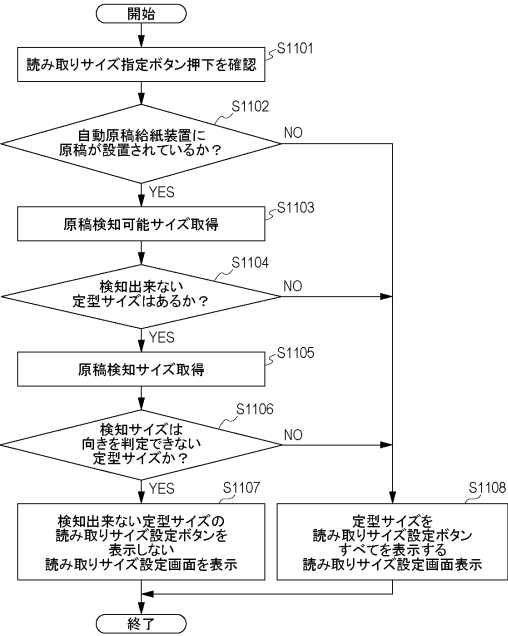 開始
S1101
読み取りサイズ指定ボタン押下を確認
S1102
自動原稿給紙装置に
原稿が設置されているか？
NO
YES
S1103
原稿検知可能サイズ取得
S1104
検知出来ない
定型サイズはあるか？
NO
YES
S1105
原稿検知サイズ取得
S1106
検知サイズは
向きを判定できない
定型サイズか？
NO
YES
S1107
検知出来ない定型サイズの
読み取りサイズ設定ボタンを
表示しない
読み取りサイズ設定画面を表示
S1108
定型サイズを
読み取りサイズ設定ボタン
すべてを表示する
読み取りサイズ設定画面表示
終了